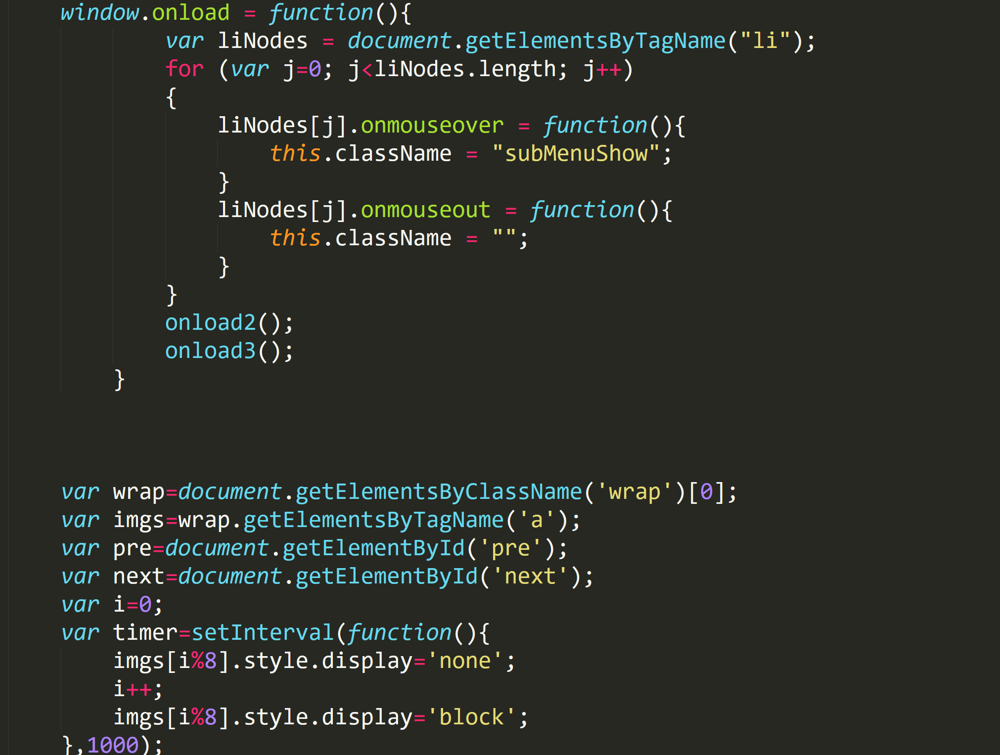 window.onload = function(){
var liNodes = document.getElementsByTagName("li");
for (var j=0; j<liNodes.length; j++)
{
liNodes[j].onmouseover = function(){
this.className = "subMenuShow";
}
liNodes[j].onmouseout = function(){
this.className = "";
}
}
onload2();
onload3();
}
var wrap=document.getElementsByClassName('wrap')[0];
var imgs=wrap.getElementsByTagName('a');
var pre=document.getElementById('pre');
var next=document.getElementById('next');
var i=0;
var timer=setInterval(function(){
imgs[i%8].style.display='none';
i++;
imgs[i%8].style.display='block';
},1000);